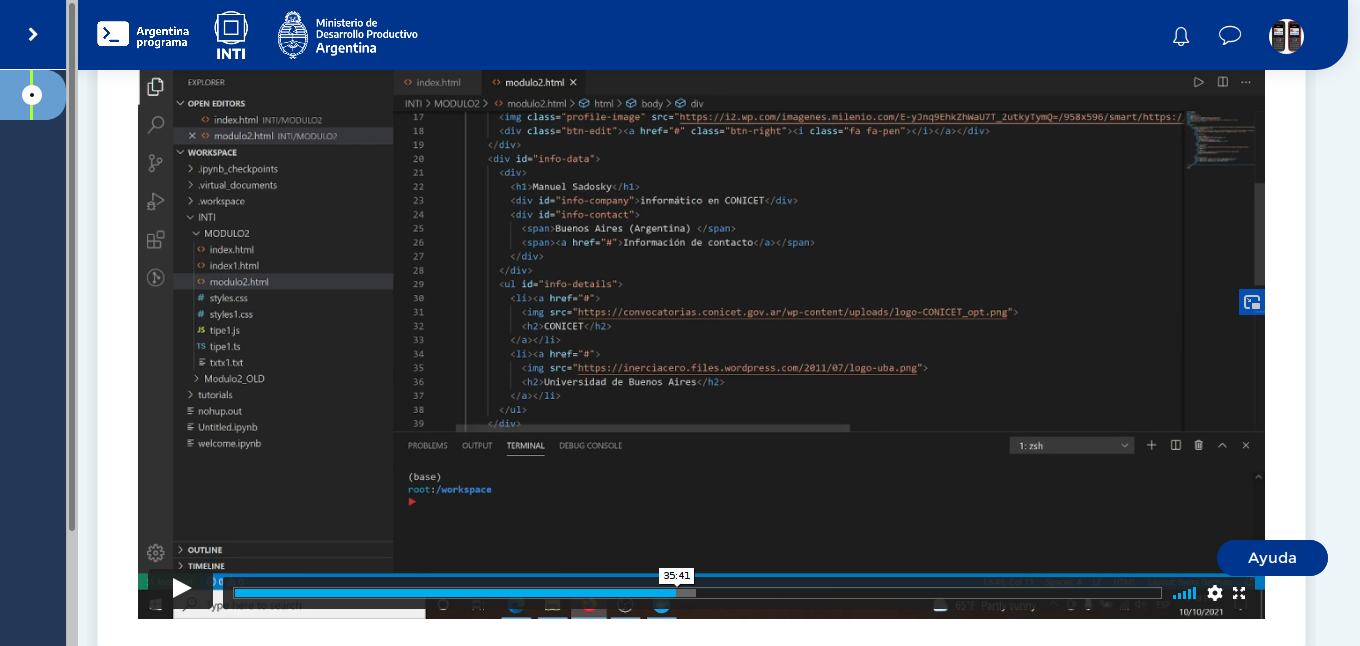 Argentina
programa
INTI
Ministerio de
Desarrollo Productivo
Argentina
EXPLORER
OPEN EDITORS
index.html INTI/MODULO2
modulo2.html INTI/MODULO2
WORKSPACE
.ipynb_checkpoints
.virtual_documents
.workspace
INTI
MODULO2
index.html
index1.html
modulo2.html
styles.css
styles1.css
JS tipe1.js
TS tipe1.ts
txtx1.txt
Modulo2_OLD
tutorials
nohup.out
Untitled.ipynb
welcome.ipynb
OUTLINE
TIMELINE
index.html
modulo2.html
INTI > MODULO2 > modulo2.html > html > body > div
17 <img class="profile-image" src="https://i2.wp.com/imagenes.milenio.com/E-yJnq9EhkZhWaU7T_2utkyTymQ=/958x596/smart/https:/
18 <div class="btn-edit"><a href="#" class="btn-right"><i class="fa fa-pen"></i></a></div>
19 </div>
20 <div id="info-data">
21 <div>
22 <h1>Manuel Sadosky</h1>
23 <div id="info-company">informático en CONICET</div>
24 <div id="info-contact">
25 <span>Buenos Aires (Argentina) </span>
26 <span><a href="#">Información de contacto</a></span>
27 </div>
28 </div>
29 <ul id="info-details">
30 <li><a href="#">
31 <img src="https://convocatorias.conicet.gov.ar/wp-content/uploads/logo-CONICET_opt.png">
32 <h2>CONICET</h2>
33 </a></li>
34 <li><a href="#">
35 <img src="https://inerciacero.files.wordpress.com/2011/07/logo-uba.png">
36 <h2>Universidad de Buenos Aires</h2>
37 </a></li>
38 </ul>
39 </div>
PROBLEMS OUTPUT TERMINAL DEBUG CONSOLE
1: zsh
(base)
root:/workspace
Ayuda
35:41
Type here to search
65°F Partly sunny
10/10/2021